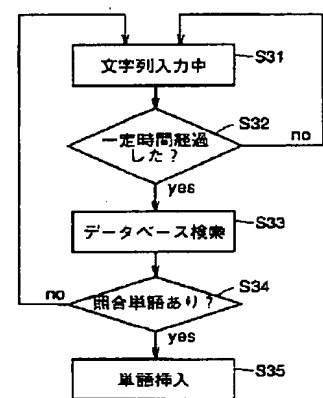 文字列入力中
S31
一定時間経過
した？
S32
no
yes
データベース検索
S33
照合単語あり？
S34
no
yes
単語挿入
S35